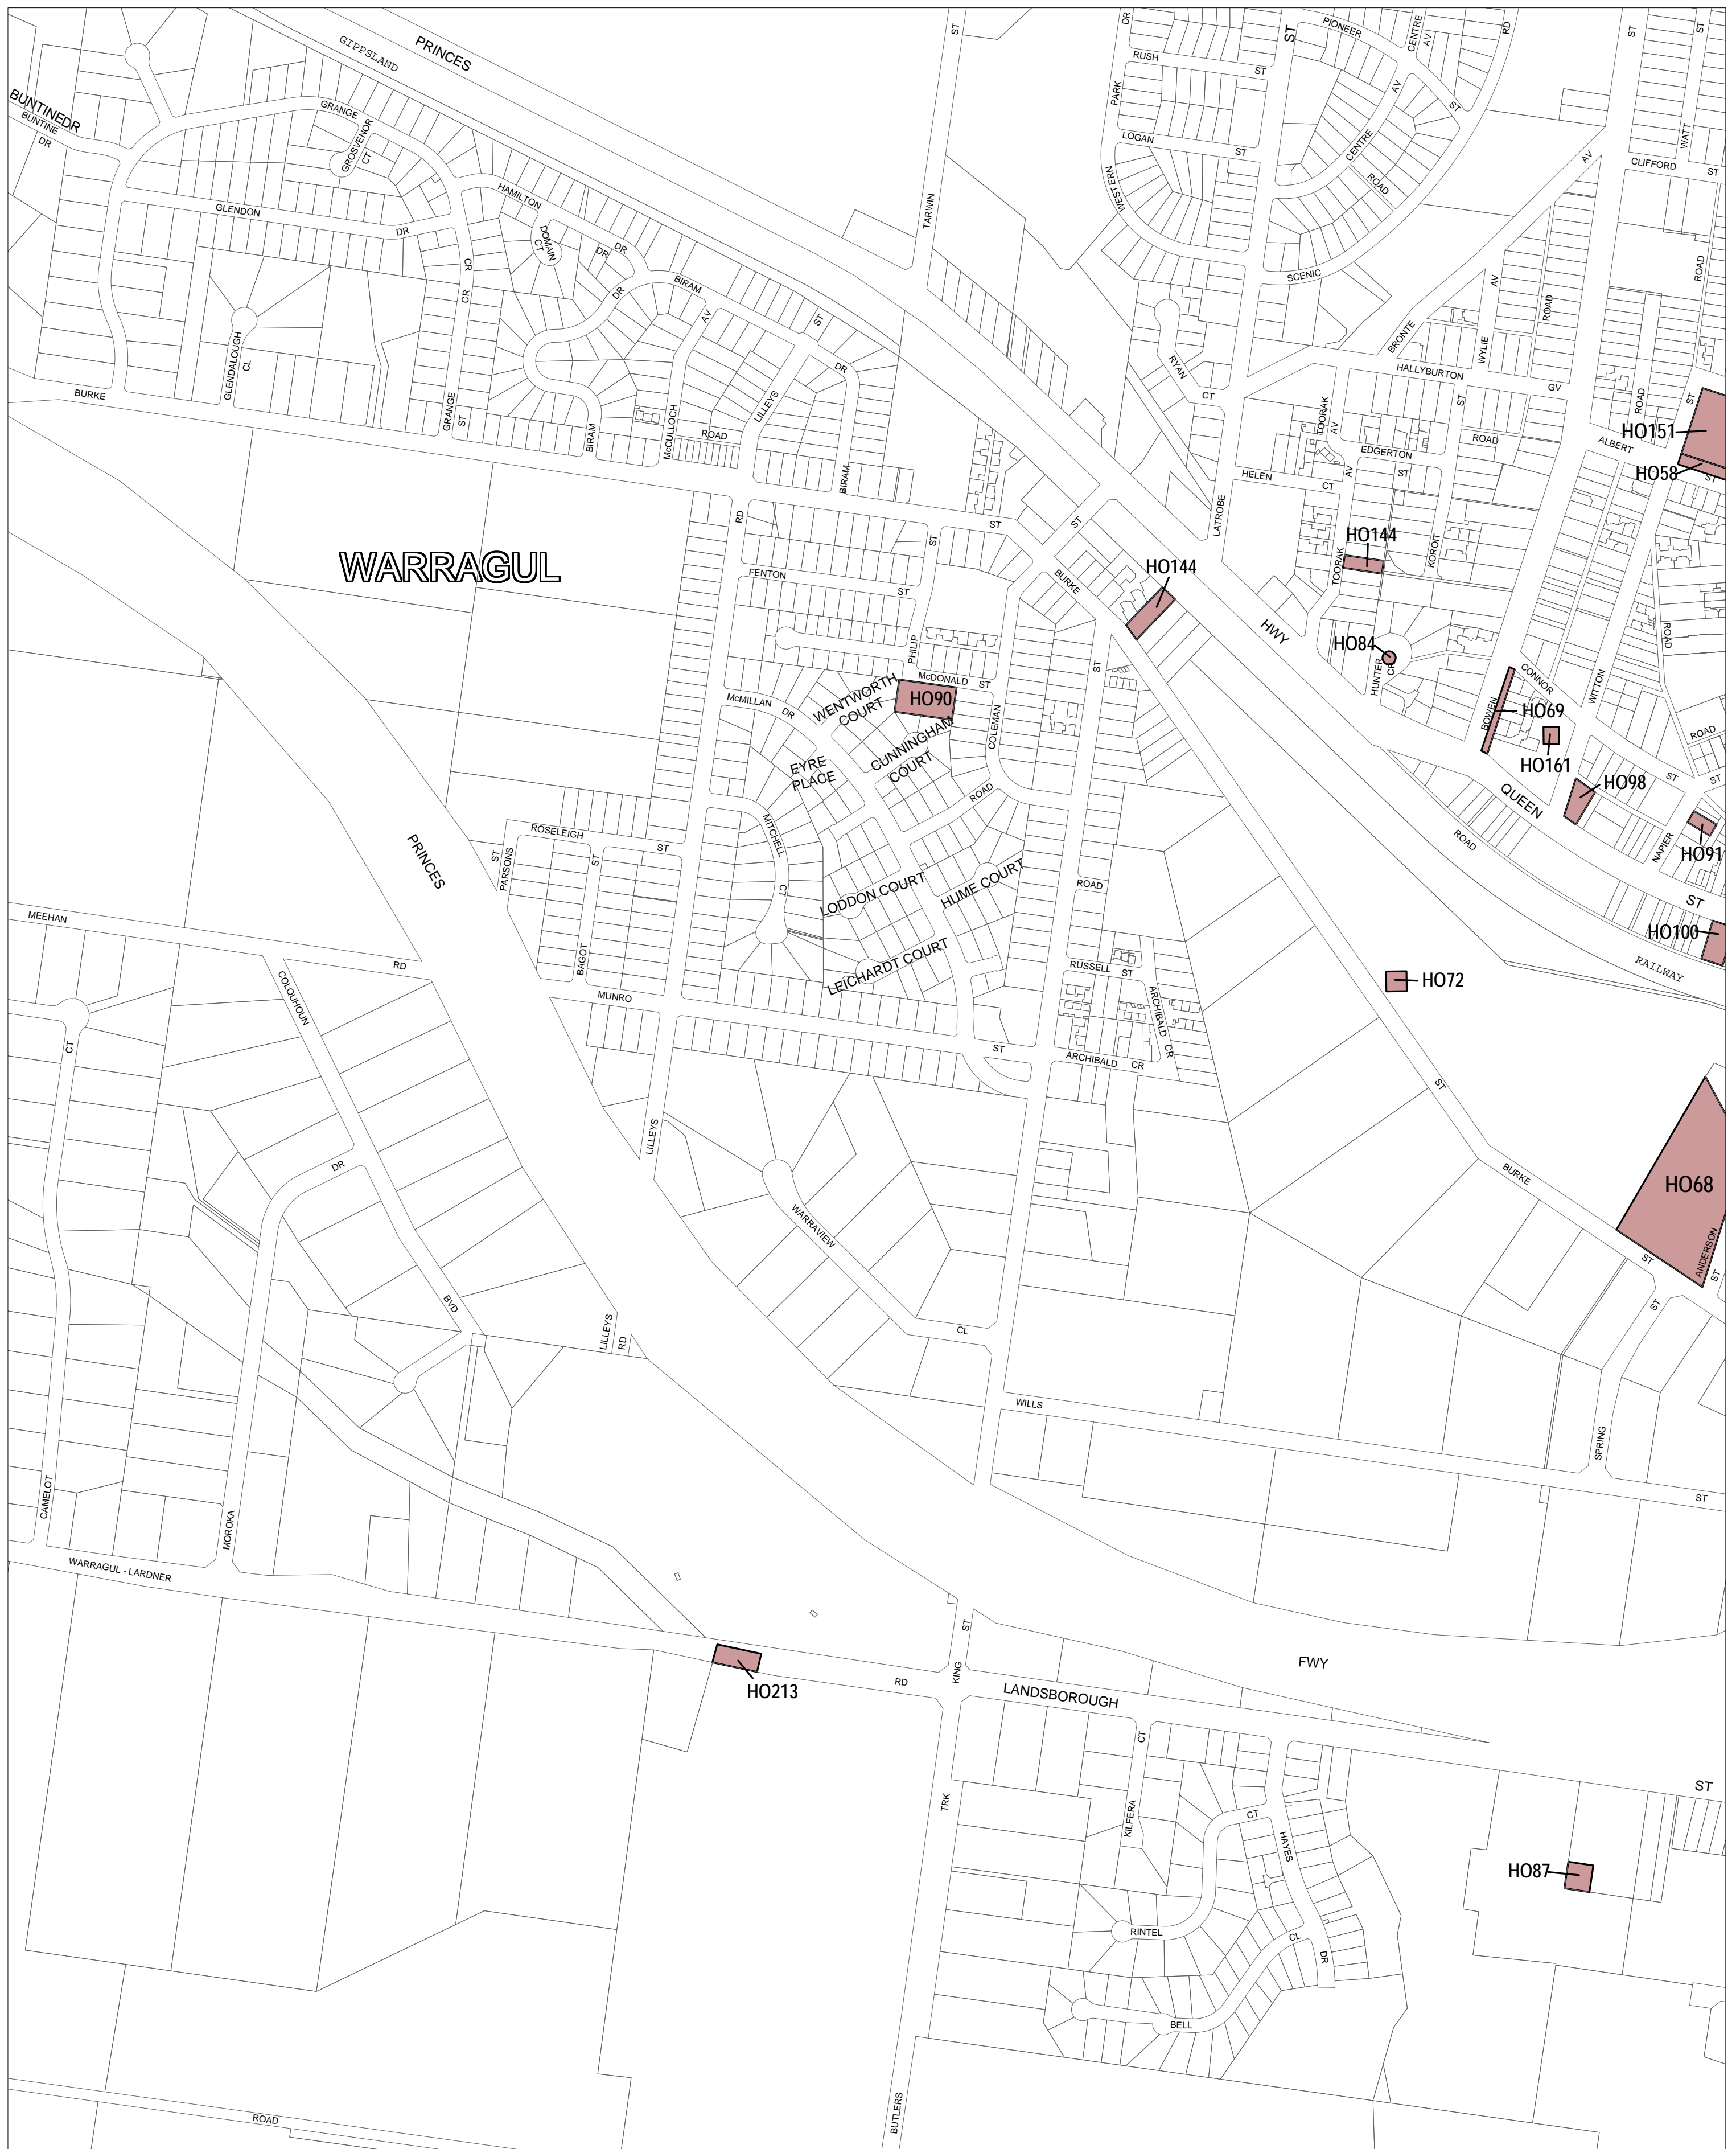 PRINCES
GIPPSLAND
BUNTINEDR
BUNTINE
DR
GRANGE
GROSVENOR
CT
HAMILTON
DR
GLENDON
DR
DOMAIN
CT
DR
DR
BIRAM
AV
ST
DR
CR
CR
GLENDALOUGH
CL
BURKE
GRANGE
ST
BIRAM
McCULLOCH
ROAD
LILLEYS
BIRAM
ST
TARWIN
DR
RUSH
ST
PARK
LOGAN
ST
WESTERN
ST
PIONEER
CENTRE
AV
RD
ST
AV
CENTRE
ROAD
SCENIC
RYAN
CT
BRONTE
AV
AV
ROAD
WYLIE
HALLYBURTON
GV
ST
ST
WATT
CLIFFORD
ST
ROAD
ROAD
ST
HO151
HO58
ST
ALBERT
TOORAK
AV
EDGERTON
ST
ROAD
ST
HELEN
CT
AV
LATROBE
HO144
TOORAK
KOROIT
HO144
HWY
HO84
HUNTER
CR
CONNOR
BOWEN
HO69
HO161
WITTON
ROAD
ROAD
ST
ST
HO98
QUEEN
ROAD
NAPIER
HO91
ST
HO100
RAILWAY
WARRAGUL
RD
ST
ST
ST
BURKE
FENTON
ST
PHILIP
ST
McDONALD
ST
HO90
McMILLAN
DR
WENTWORTH
COURT
CUNNINGHAM
COURT
COLEMAN
EYRE
PLACE
ROAD
MITCHELL
CT
ROSELEIGH
ST
ST
PARSONS
ST
BAGOT
PRINCES
LODDON COURT
HUME COURT
LEICHARDT COURT
ROAD
RUSSELL
ST
ARCHIBALD
CR
ARCHIBALD
CR
HO72
MEEHAN
RD
COLQUHOUN
MUNRO
ST
CT
LILLEYS
DR
WARRAVIEW
CL
ST
BURKE
ST
HO68
ANDERSON
ST
ST
BVD
LILLEYS
RD
WILLS
SPRING
ST
CAMELOT
MOROKA
WARRAGUL - LARDNER
RD
HO213
ST
KING
FWY
LANDSBOROUGH
ST
CT
TRK
KILFERA
CT
HAYES
HO87
RINTEL
CL
DR
BELL
ROAD
BUTLERS